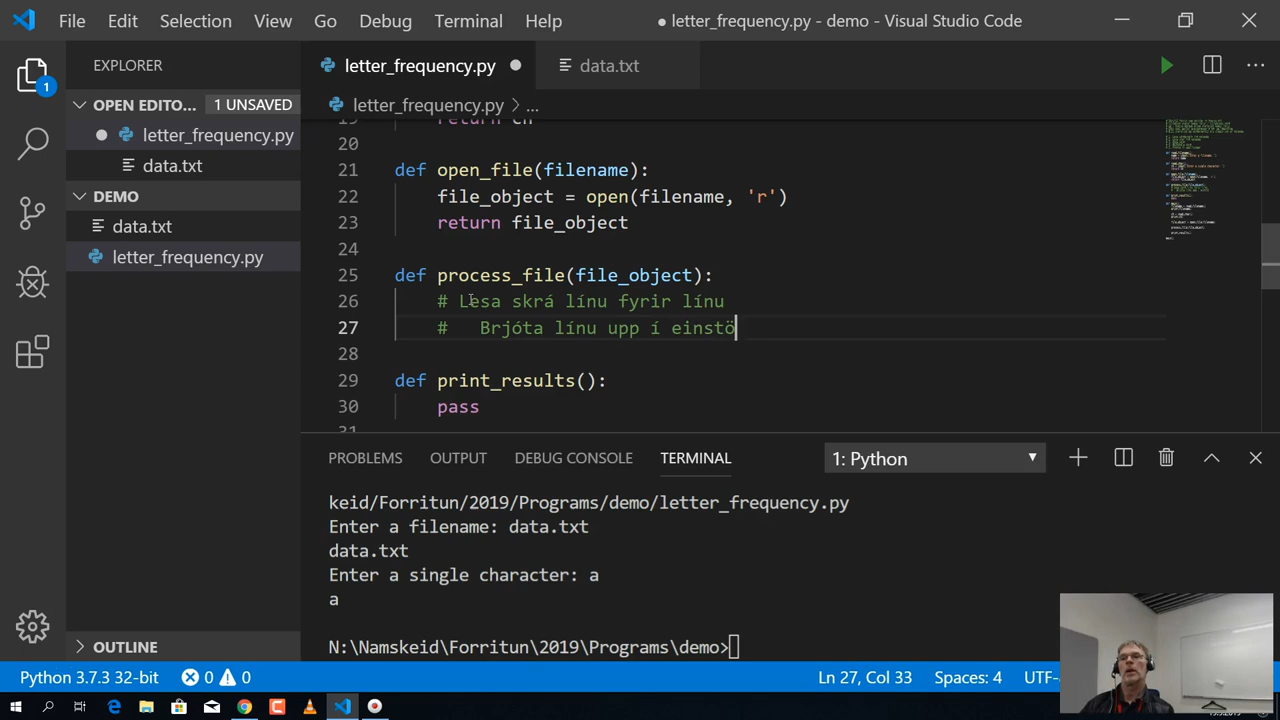 File Edit Selection View Go Debug Terminal Help ● letter_frequency.py - demo - Visual Studio Code
EXPLORER
OPEN EDITO... 1 UNSAVED
letter_frequency.py
data.txt
DEMO
data.txt
letter_frequency.py
OUTLINE
1
letter_frequency.py data.txt
letter_frequency.py > ...
20
21 def open_file(filename):
22 file_object = open(filename, 'r')
23 return file_object
24
25 def process_file(file_object):
26 # Lesa skrá línu fyrir línu
27 #   Brjóta línu upp í einstö
28
29 def print_results():
30 pass
PROBLEMS OUTPUT DEBUG CONSOLE TERMINAL 1: Python
keid/Forritun/2019/Programs/demo/letter_frequency.py
Enter a filename: data.txt
data.txt
Enter a single character: a
a
N:\Namskeid\Forritun\2019\Programs\demo>
Python 3.7.3 32-bit 0 0 Ln 27, Col 33 Spaces: 4